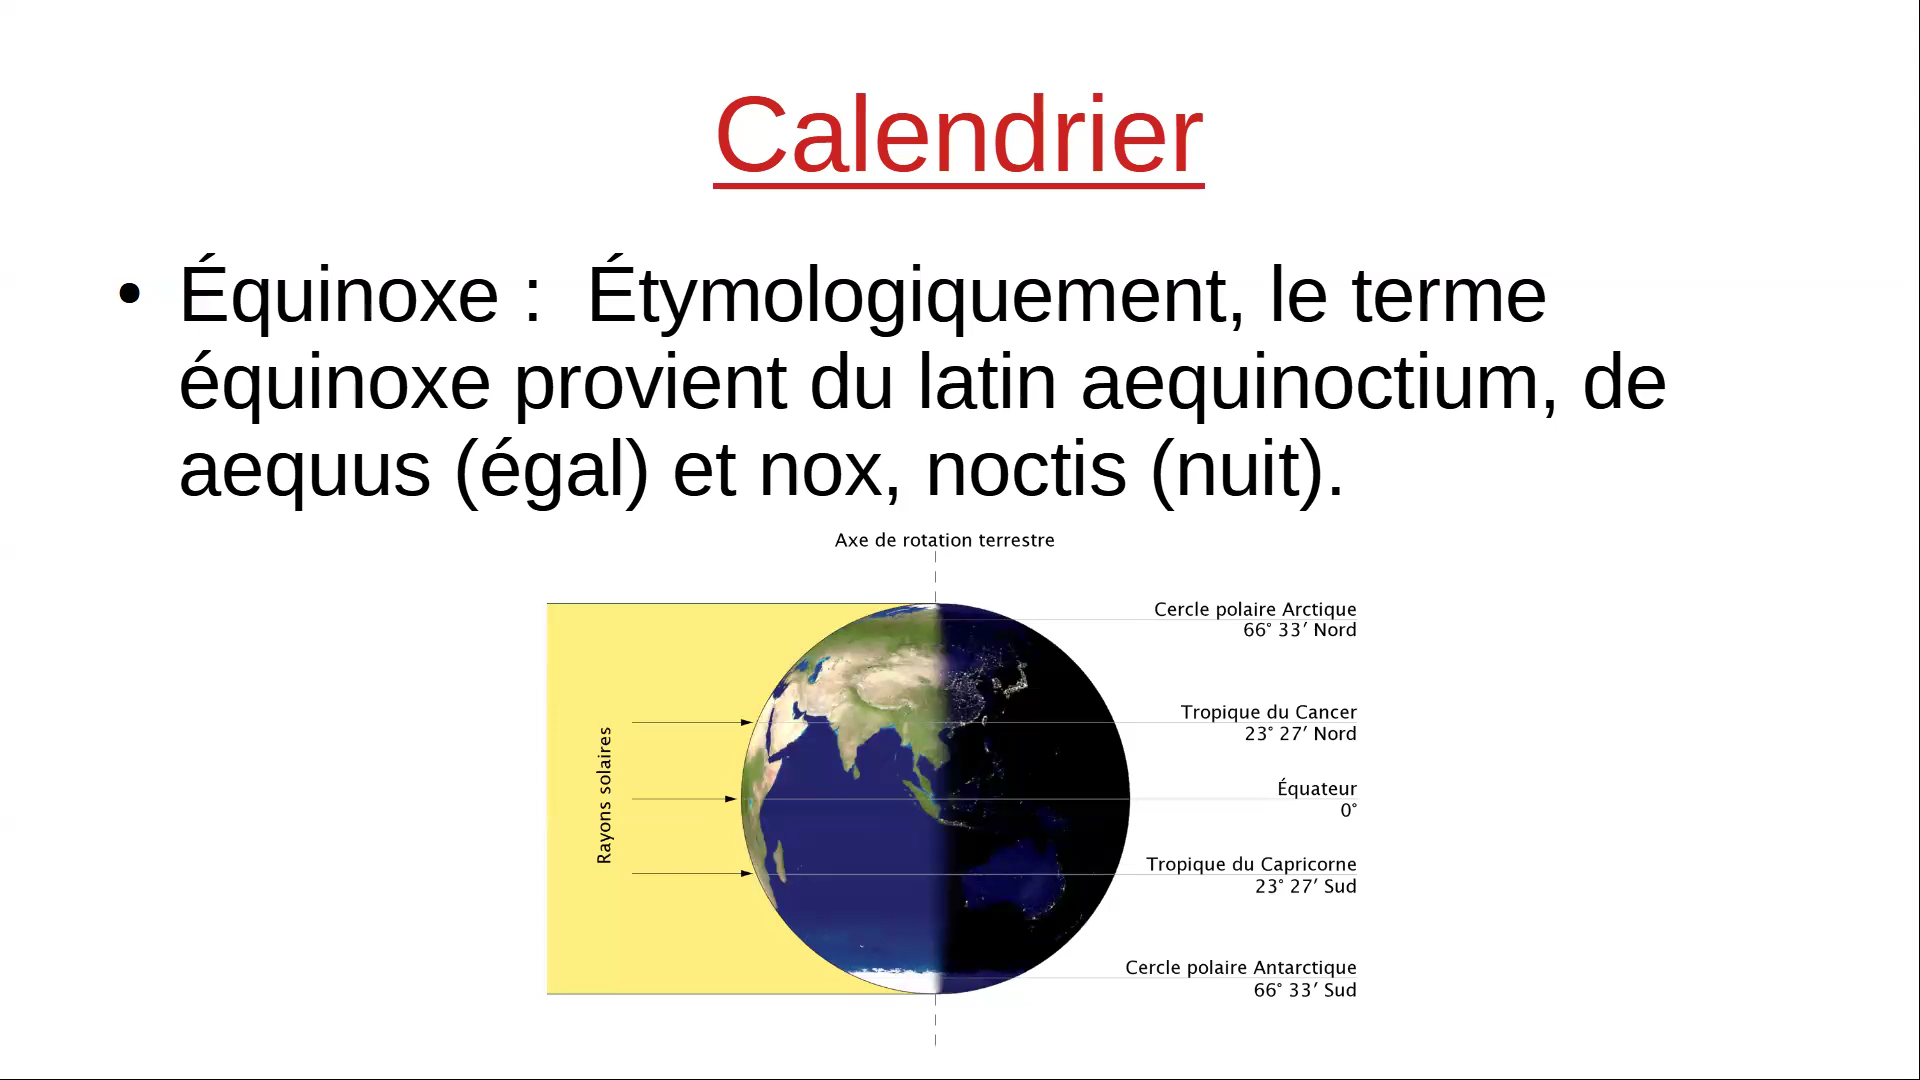 Calendrier
• Équinoxe :  Étymologiquement, le terme
équinoxe provient du latin aequinoctium, de
aequus (égal) et nox, noctis (nuit).
Axe de rotation terrestre
Cercle polaire Arctique
66° 33′ Nord
Tropique du Cancer
23° 27′ Nord
Rayons solaires
Équateur
0°
Tropique du Capricorne
23° 27′ Sud
Cercle polaire Antarctique
66° 33′ Sud